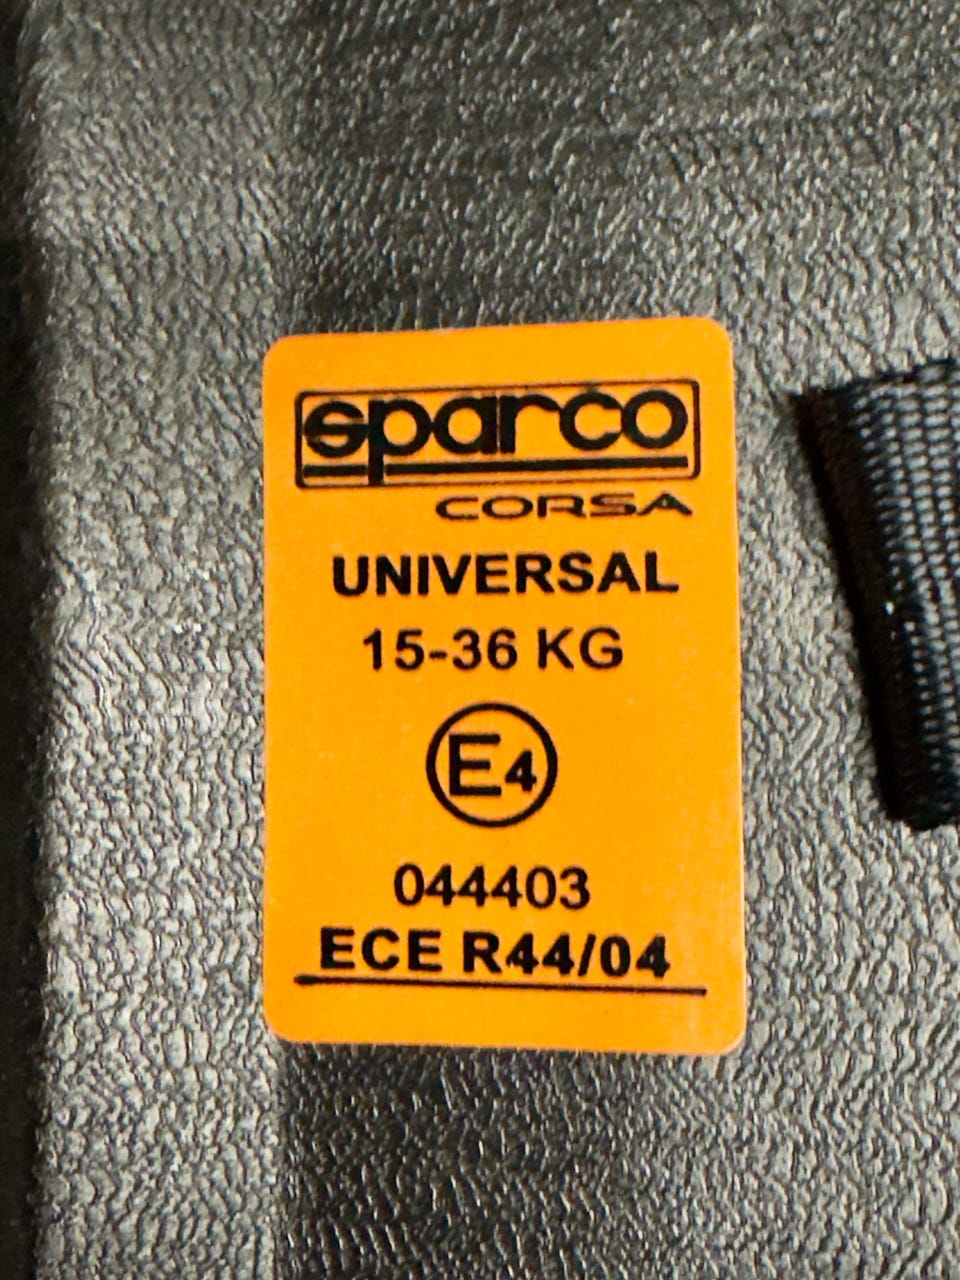 sparco
CORSA
UNIVERSAL
15-36 KG
E4
044403
ECE R44/04